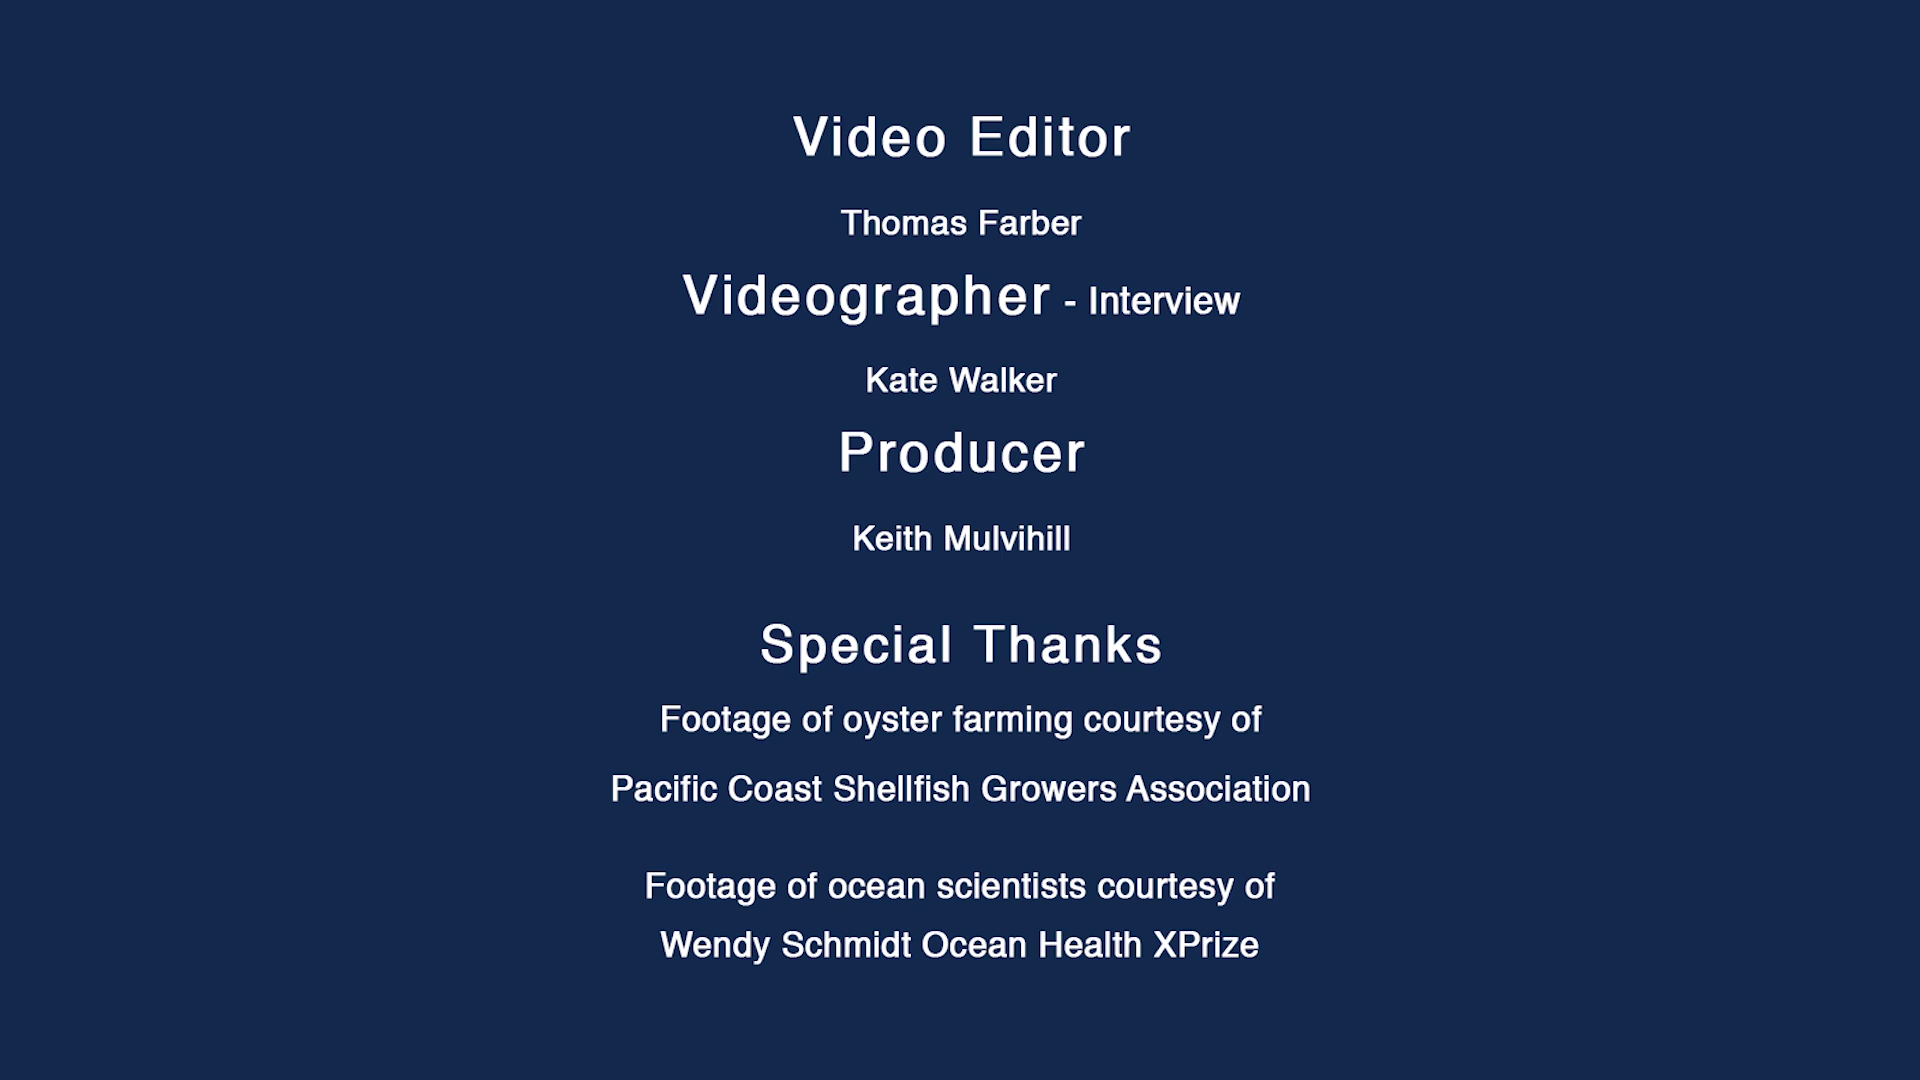 Video Editor
Thomas Farber
Videographer - Interview
Kate Walker
Producer
Keith Mulvihill
Special Thanks
Footage of oyster farming courtesy of
Pacific Coast Shellfish Growers Association
Footage of ocean scientists courtesy of
Wendy Schmidt Ocean Health XPrize